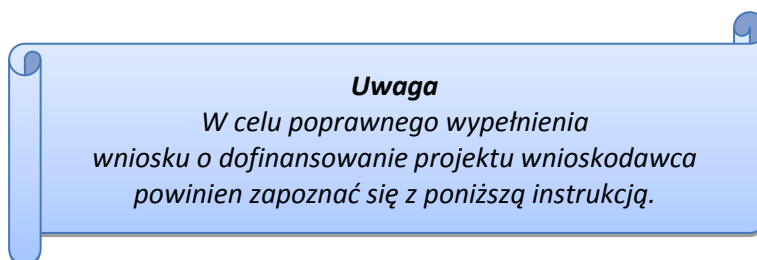 Uwaga
W celu poprawnego wypełnienia
wniosku o dofinansowanie projektu wnioskodawca
powinien zapoznać się z poniższą instrukcją.